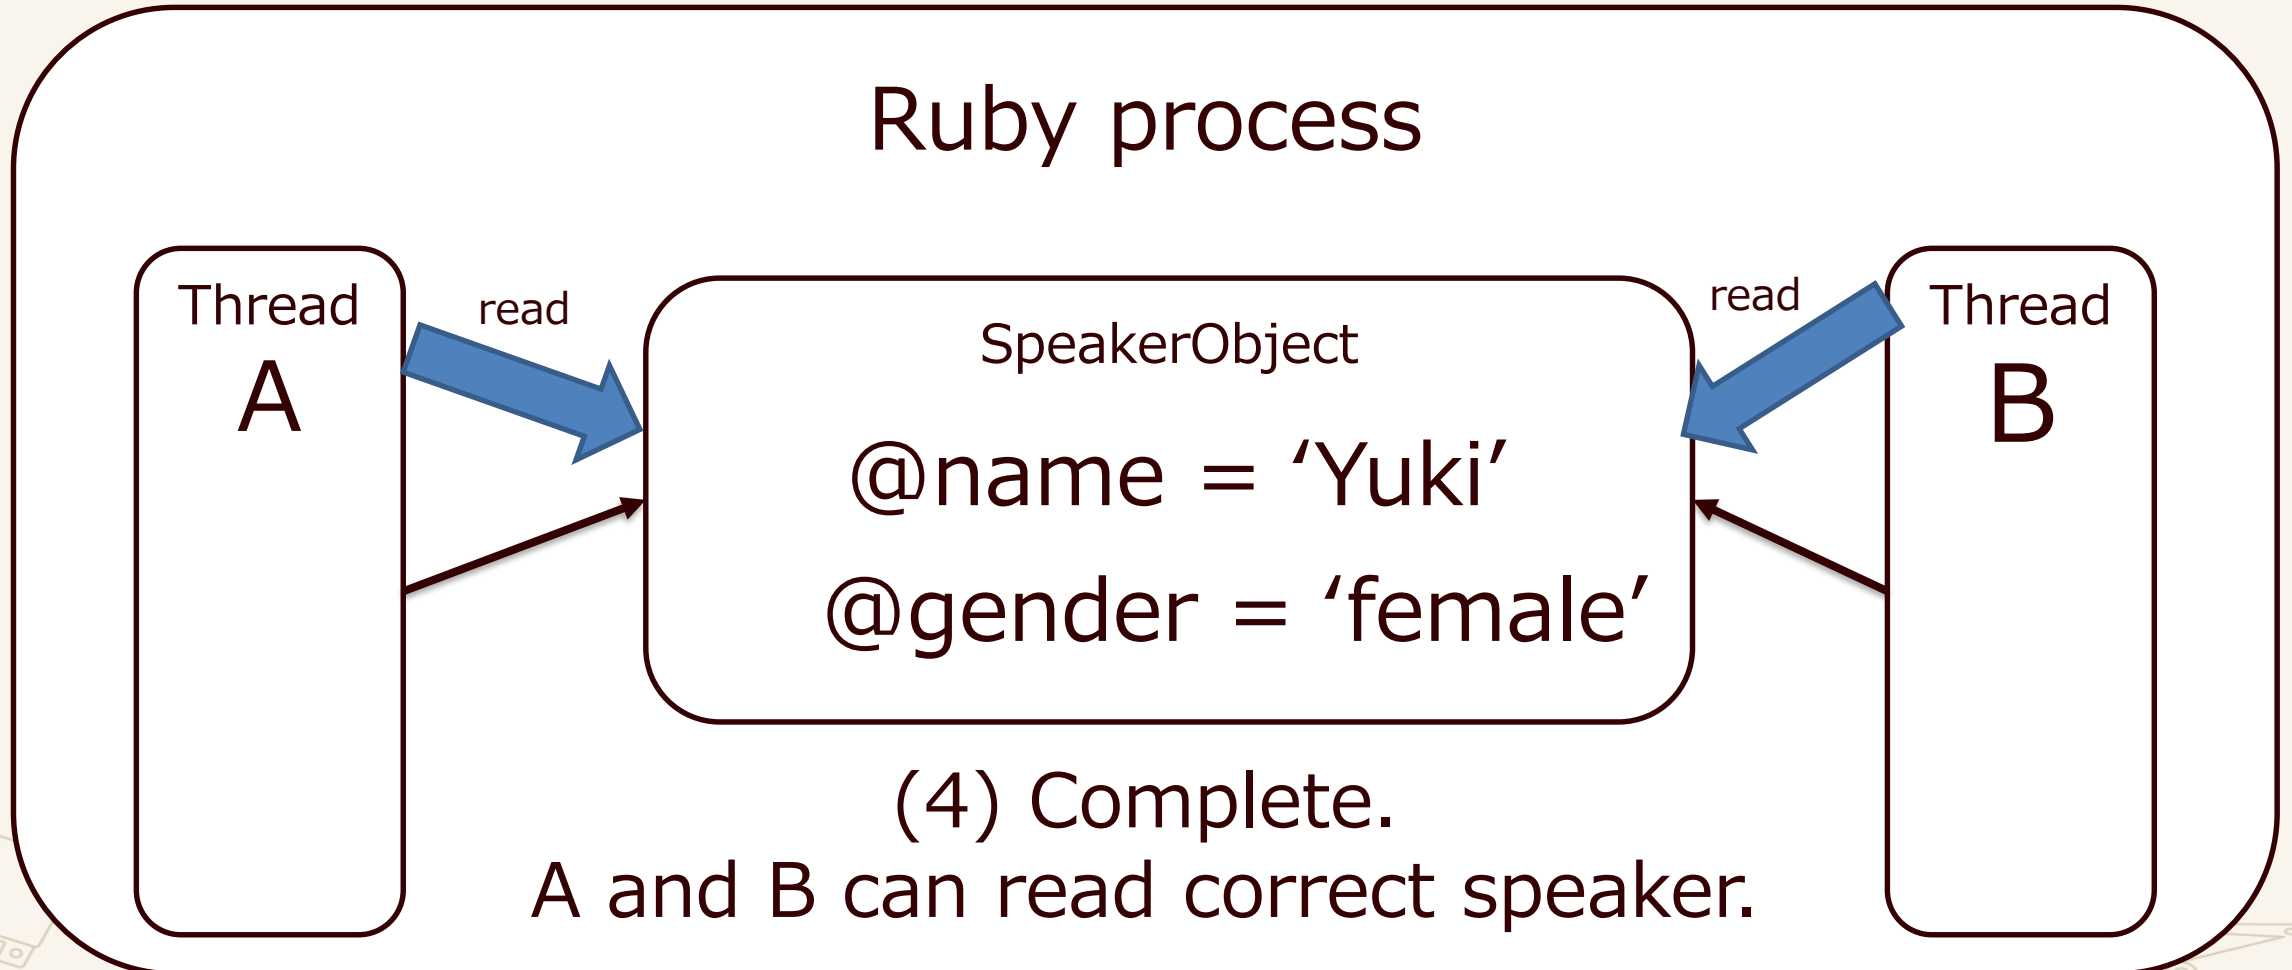 Ruby process
Thread
A
read
SpeakerObject
@name = ‘Yuki’
@gender = ‘female’
read
Thread
B
(4) Complete.
A and B can read correct speaker.